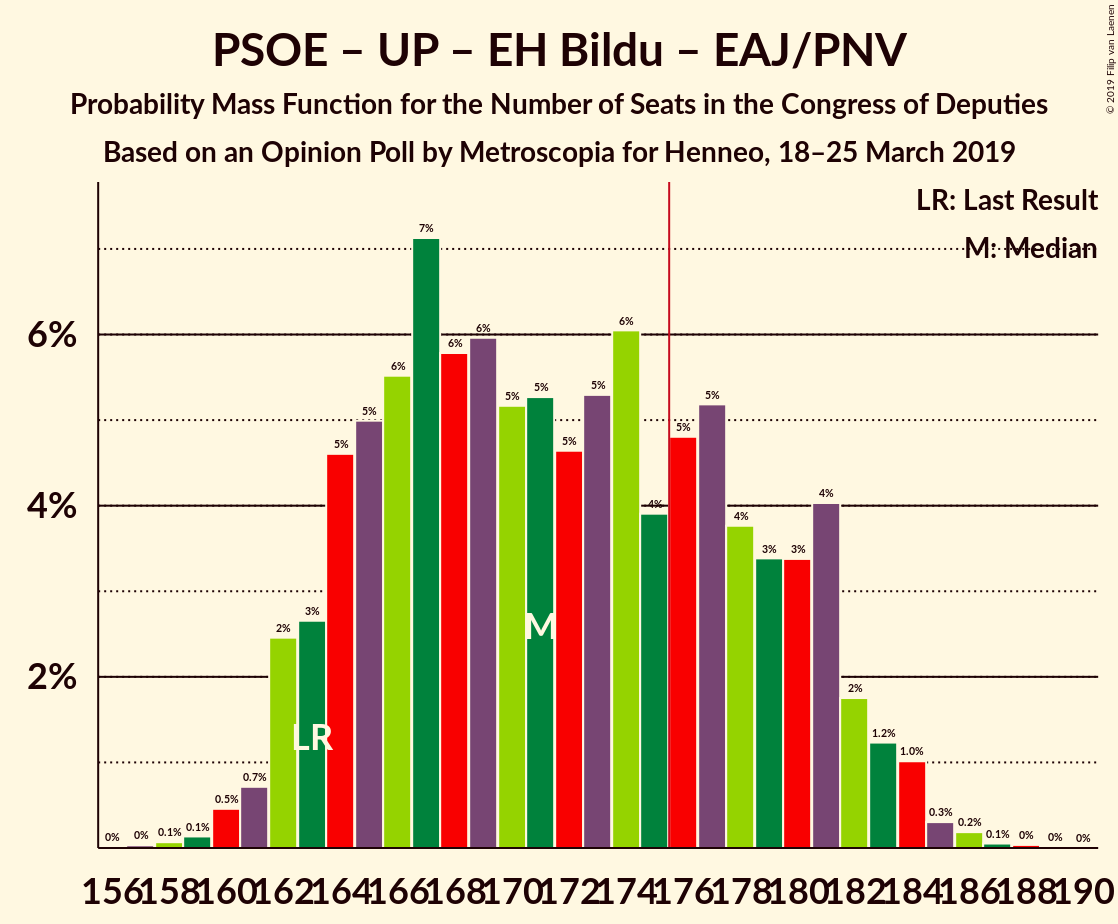 PSOE – UP – EH Bildu – EAJ/PNV
Probability Mass Function for the Number of Seats in the Congress of Deputies
Based on an Opinion Poll by Metroscopia for Henneo, 18–25 March 2019
© 2019 Filip van Laenen
LR: Last Result
M: Median
6%
4%
2%
0% 0% 0.1% 0.1% 0.5% 0.7% 2% 3% 5% 5% 6% 7% 6% 6% 5% 5% 5% 5% 6% 4% 5% 5% 4% 3% 3% 4% 2% 1.2% 1.0% 0.3% 0.2% 0.1% 0% 0% 0%
LR
M
156 158 160 162 164 166 168 170 172 174 176 178 180 182 184 186 188 190